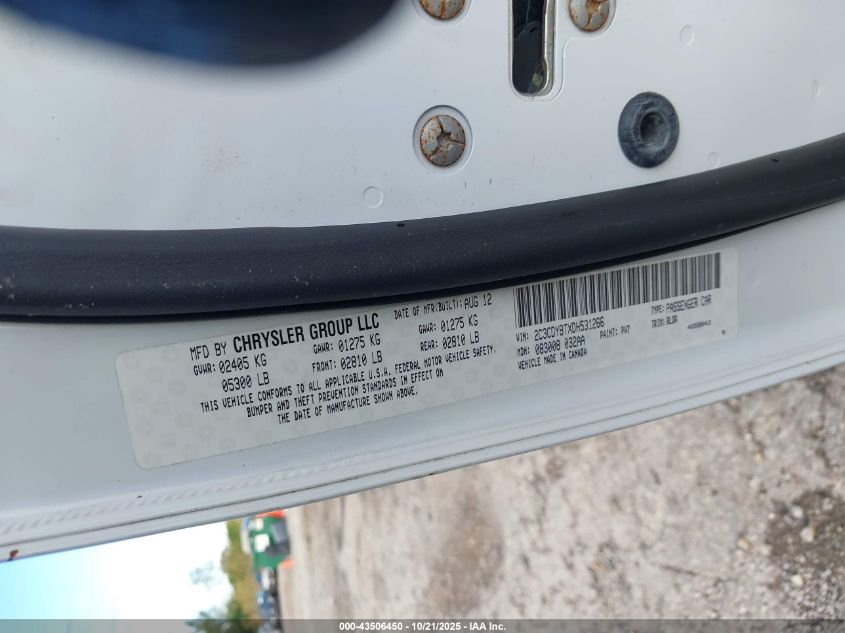 MFD BY CHRYSLER GROUP LLC
DATE OF MFR(BUILT): AUG 12
GVWR: 02405 KG
GAWR: 01275 KG
GAWR: 01275 KG
05300 LB
FRONT: 02810 LB
REAR: 02810 LB
THIS VEHICLE CONFORMS TO ALL APPLICABLE U.S.A. FEDERAL MOTOR VEHICLE SAFETY,
BUMPER AND THEFT PREVENTION STANDARDS IN EFFECT ON
THE DATE OF MANUFACTURE SHOWN ABOVE.
VIN: 2C3CDYBTXDH531266
TYPE: PASSENGER CAR
MDH: 083008 032AA
PAINT: PW7
TRIM: RLDR
VEHICLE MADE IN CANADA
000-43506450 - 10/21/2025 - IAA Inc.